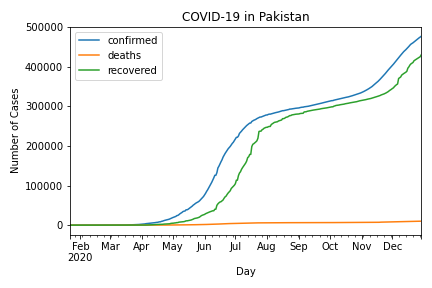 COVID-19 in Pakistan
500000
400000
300000
200000
100000
0
Number of Cases
confirmed
deaths
recovered
Feb Mar Apr May Jun Jul Aug Sep Oct Nov Dec
2020
Day